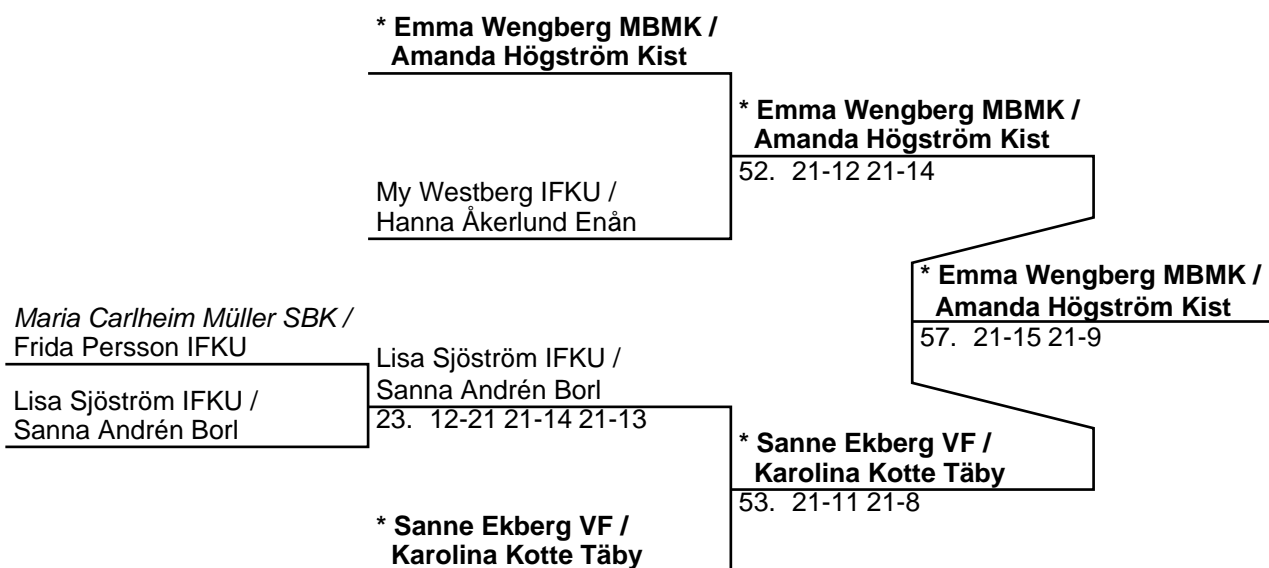 * Emma Wengberg MBMK /
Amanda Högström Kist
* Emma Wengberg MBMK /
Amanda Högström Kist
52. 21-12 21-14
My Westberg IFKU /
Hanna Åkerlund Enån
* Emma Wengberg MBMK /
Amanda Högström Kist
57. 21-15 21-9
Maria Carlheim Müller SBK /
Frida Persson IFKU
Lisa Sjöström IFKU /
Sanna Andrén Borl
23. 12-21 21-14 21-13
Lisa Sjöström IFKU /
Sanna Andrén Borl
* Sanne Ekberg VF /
Karolina Kotte Täby
53. 21-11 21-8
* Sanne Ekberg VF /
Karolina Kotte Täby